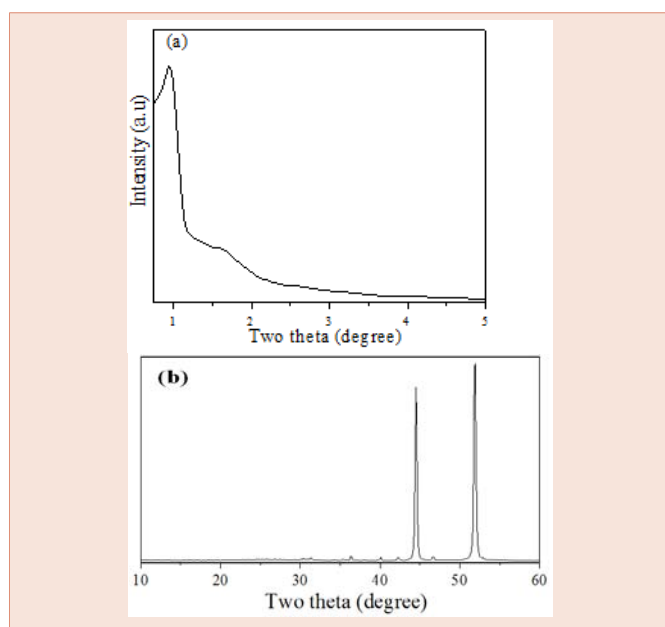 (a)
Intensity (a.u)
1 2 3 4 5
Two theta (degree)
(b)
10 20 30 40 50 60
Two theta (degree)